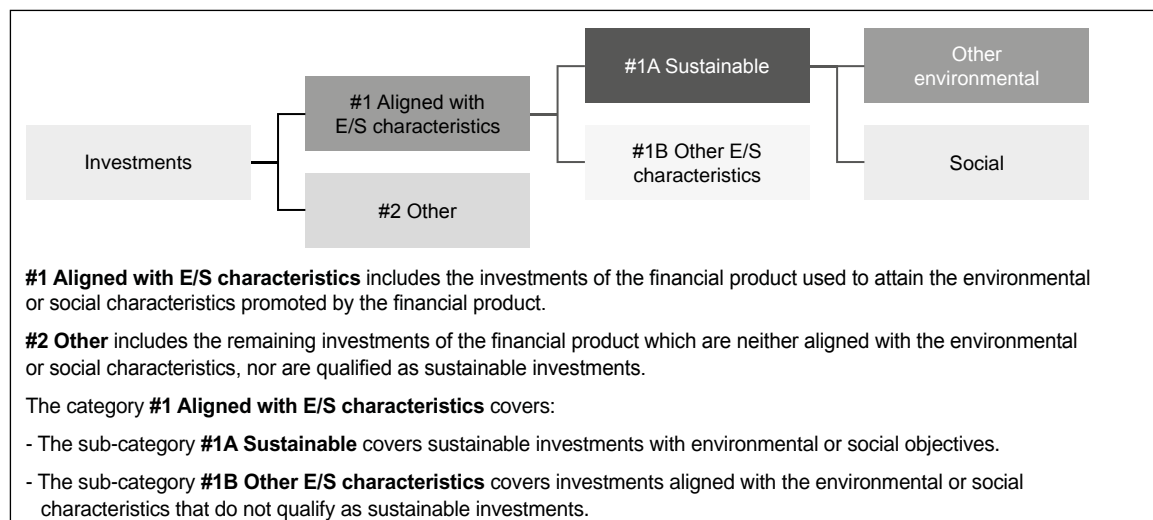 Investments
#1 Aligned with
E/S characteristics
#2 Other
#1A Sustainable
#1B Other E/S
characteristics
Other
environmental
Social
#1 Aligned with E/S characteristics includes the investments of the financial product used to attain the environmental
or social characteristics promoted by the financial product.
#2 Other includes the remaining investments of the financial product which are neither aligned with the environmental
or social characteristics, nor are qualified as sustainable investments.
The category #1 Aligned with E/S characteristics covers:
- The sub-category #1A Sustainable covers sustainable investments with environmental or social objectives.
- The sub-category #1B Other E/S characteristics covers investments aligned with the environmental or social
characteristics that do not qualify as sustainable investments.